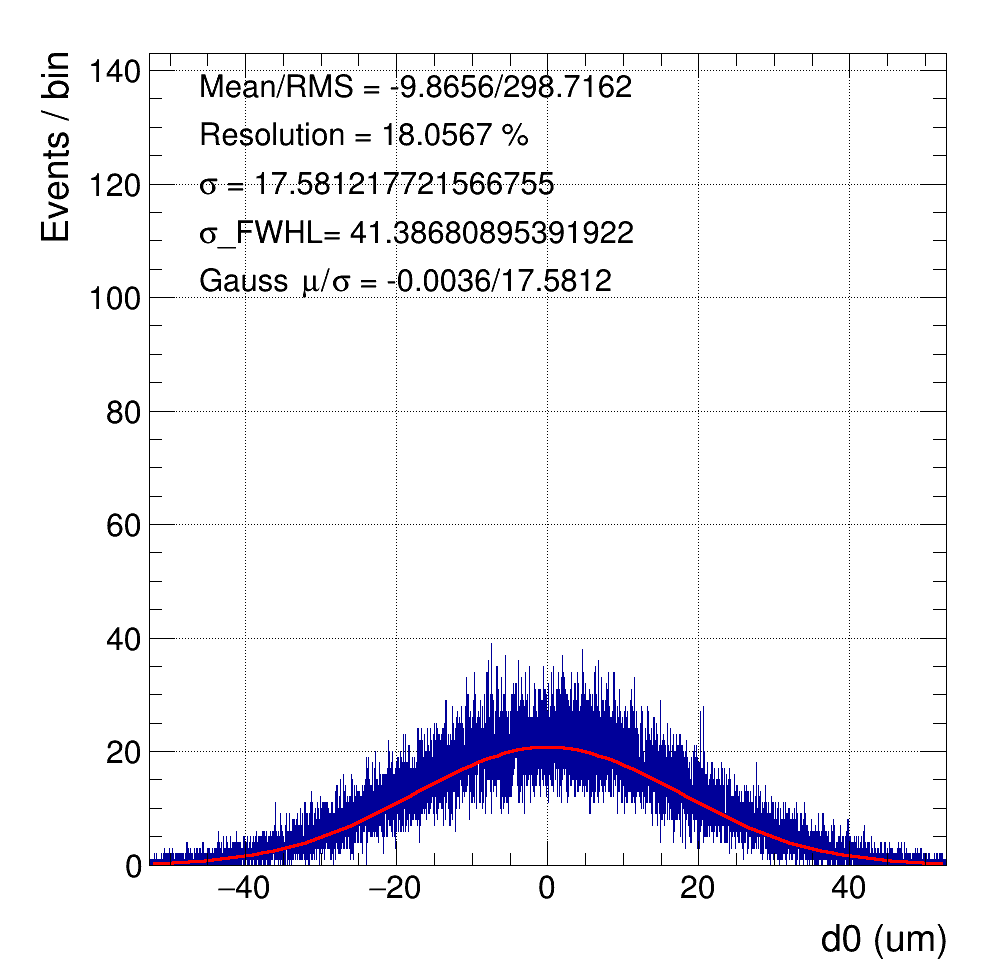 Events / bin
140
120
100
80
60
40
20
0
Mean/RMS = -9.8656/298.7162
Resolution = 18.0567 %
σ = 17.581217721566755
σ_FWHL= 41.38680895391922
Gauss μ/σ = -0.0036/17.5812
−40 −20 0 20 40
d0 (um)